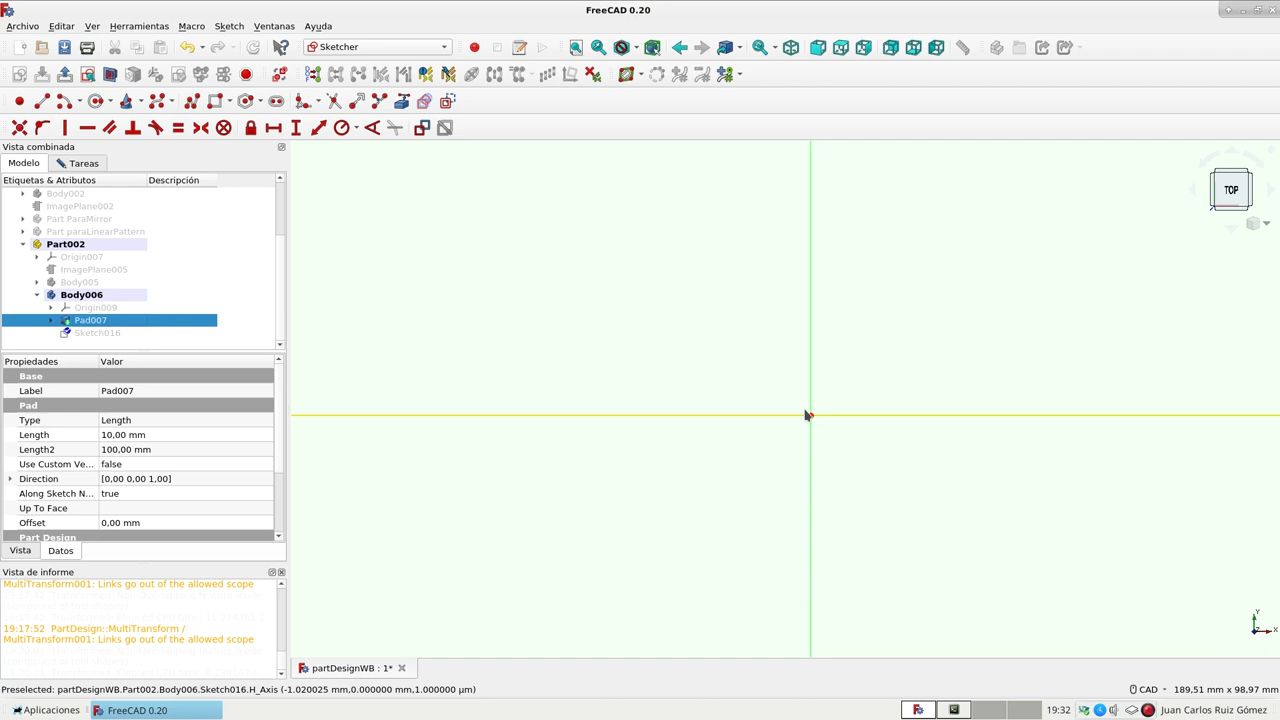 FreeCAD 0.20
Archivo Editar Ver Herramientas Macro Sketch Ventanas Ayuda
Sketcher
Vista combinada
Modelo Tareas
Etiquetas & Atributos Descripción
Body002
ImagePlane002
Part ParaMirror
Part paraLinearPattern
Part002
Origin007
ImagePlane005
Body005
Body006
Origin009
Pad007
Sketch016
TOP
Propiedades Valor
Base
Label Pad007
Pad
Type Length
Length 10,00 mm
Length2 100,00 mm
Use Custom Ve... false
Direction [0,00 0,00 1,00]
Along Sketch N... true
Up To Face
Offset 0,00 mm
Part Design
Vista Datos
Vista de informe
MultiTransform001: Links go out of the allowed scope
19:17:52 PartDesign::MultiTransform /
MultiTransform001: Links go out of the allowed scope
Y
Z
X
partDesignWB : 1*
Preselected: partDesignWB.Part002.Body006.Sketch016.H_Axis (-1.020025 mm,0.000000 mm,1.000000 µm)
CAD
189,51 mm x 98,97 mm
Aplicaciones FreeCAD 0.20 19:32 Juan Carlos Ruiz Gómez